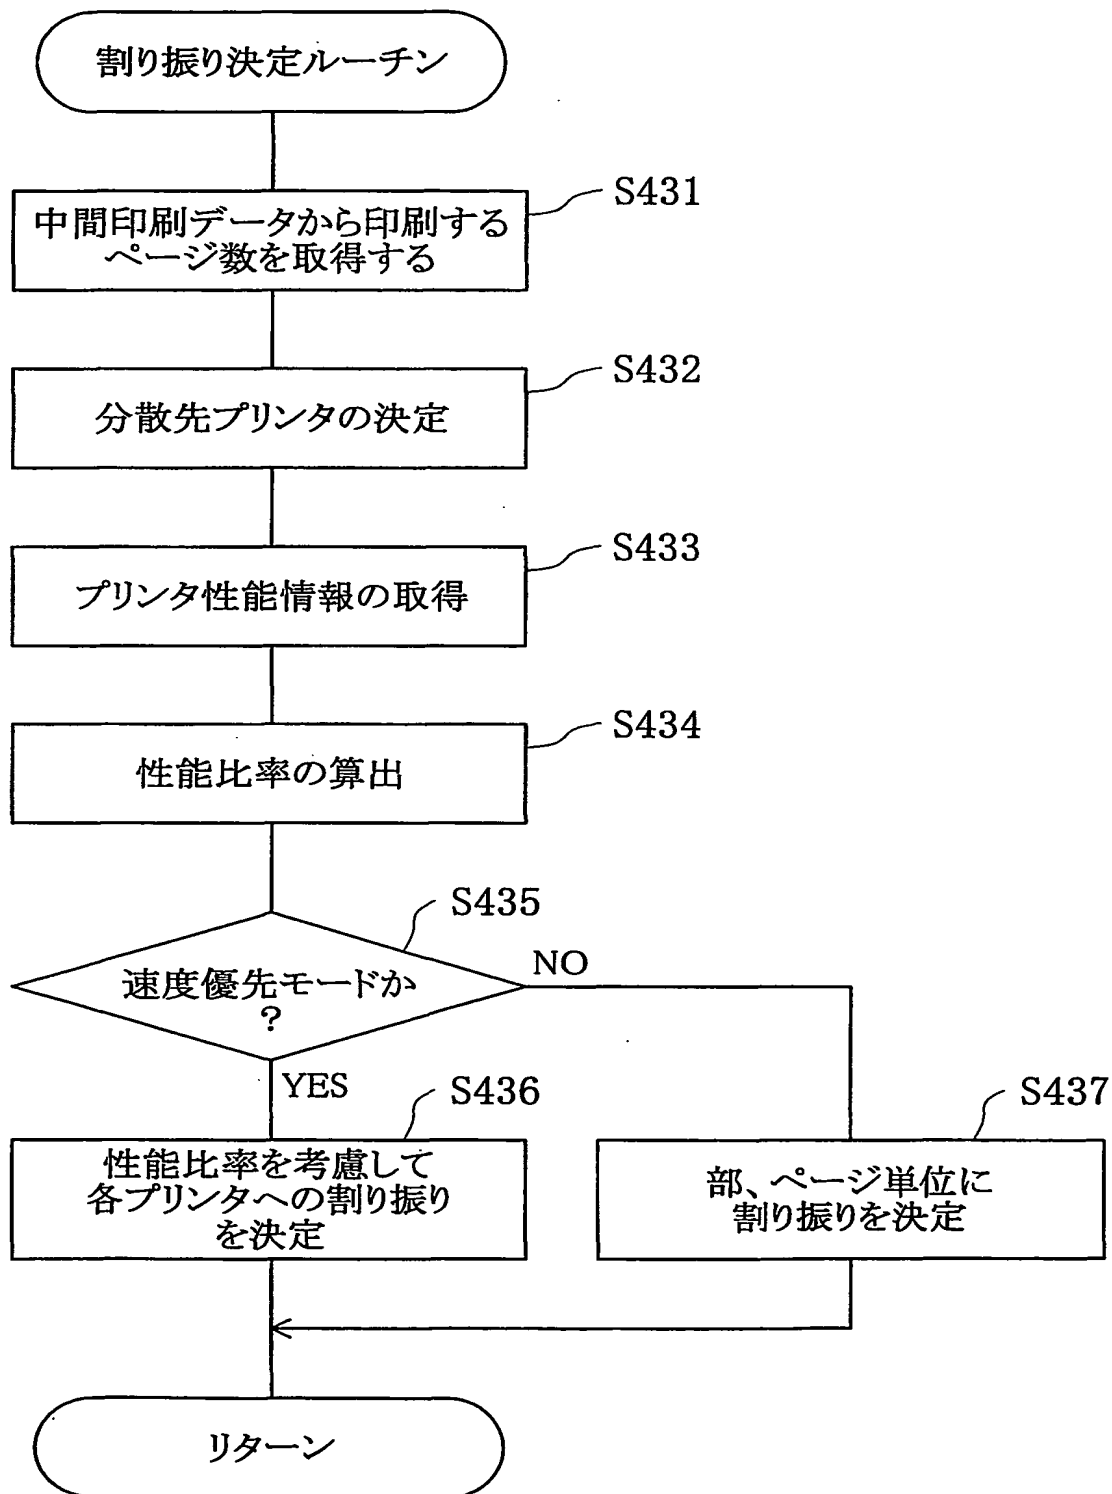 割り振り決定ルーチン
S431
中間印刷データから印刷する
ページ数を取得する
S432
分散先プリンタの決定
S433
プリンタ性能情報の取得
S434
性能比率の算出
S435
速度優先モードか
?
NO
YES
S436
性能比率を考慮して
各プリンタへの割り振り
を決定
S437
部、ページ単位に
割り振りを決定
リターン